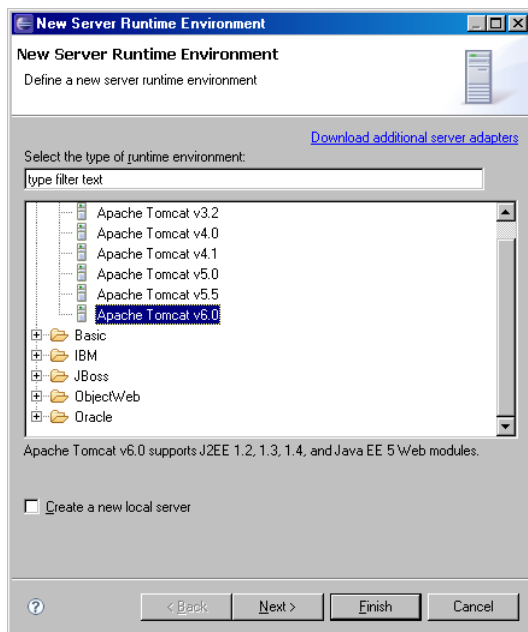 New Server Runtime Environment
New Server Runtime Environment
Define a new server runtime environment
Download additional server adapters
Select the type of runtime environment:
type filter text
Apache Tomcat v3.2
Apache Tomcat v4.0
Apache Tomcat v4.1
Apache Tomcat v5.0
Apache Tomcat v5.5
Apache Tomcat v6.0
Basic
IBM
JBoss
ObjectWeb
Oracle
Apache Tomcat v6.0 supports J2EE 1.2, 1.3, 1.4, and Java EE 5 Web modules.
Create a new local server
? < Back Next > Finish Cancel